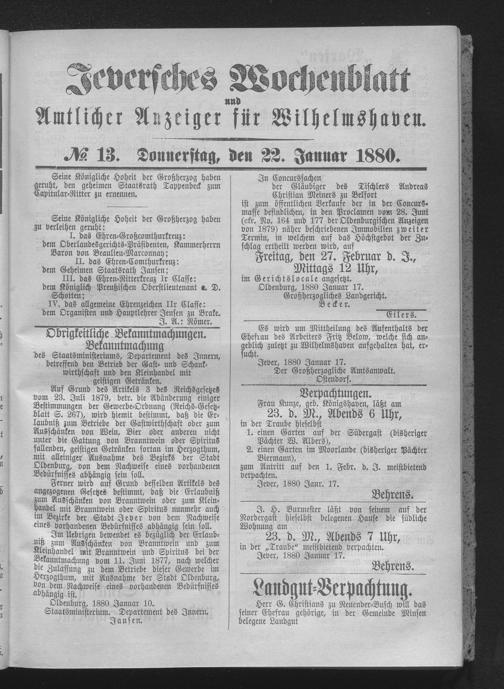 Jeversches Wochenblatt
und
Amtlicher Anzeiger für Wilhelmshaven.
№ 13. Donnerstag, den 22. Januar 1880.
Seine Königliche Hoheit der Großherzog haben
geruht, den geheimen Staatsrath Tappenbeck zum
Capitular-Ritter zu ernennen.
Seine Königliche Hoheit der Großherzog haben
zu verleihen geruht:
I. das Ehren-Großcomthurkreuz:
dem Oberlandesgerichts-Präsidenten, Kammerherrn
Baron von Beaulieu-Marconnay;
II. das Ehren-Comthurkreuz:
dem Geheimen Staatsrath Jansen;
III. das Ehren-Ritterkreuz 1r Classe:
dem Königlich Preußischen Oberstlieutenant a. D.
Schotten;
IV. das allgemeine Ehrenzeichen IIr Classe:
dem Organisten und Hauptlehrer Jensen zu Brake.
J. A.: Römer.
Obrigkeitliche Bekanntmachungen.
Bekanntmachung
des Staatsministeriums, Departement des Innern,
betreffend den Betrieb der Gast- und Schank-
wirthschaft und den Kleinhandel mit
geistigen Getränken.
Auf Grund des Artikels 3 des Reichsgesetzes
vom 23. Juli 1879, betr. die Abänderung einiger
Bestimmungen der Gewerbe-Ordnung (Reichs-Gesetz-
blatt S. 267), wird hiemit bestimmt, daß die Er-
laubniß zum Betriebe der Gastwirthschaft oder zum
Ausschänken von Wein, Bier oder anderen nicht
unter die Gattung von Branntwein oder Spiritus
fallenden, geistigen Getränken fortan im Herzogthum,
mit alleiniger Ausnahme des Bezirks der Stadt
Oldenburg, von dem Nachweise eines vorhandenen
Bedürfnisses abhängig sein soll.
Ferner wird auf Grund desselben Artikels des
angezogenen Gesetzes bestimmt, daß die Erlaubniß
zum Ausschänken von Branntwein und zum Klein-
handel mit Branntwein oder Spiritus nunmehr auch
im Bezirke der Stadt Jever von dem Nachweise
eines vorhandenen Bedürfnisses abhängig sein soll.
Im Uebrigen bewendet es bezüglich der Erlaub-
niß zum Ausschänken von Branntwein und zum
Kleinhandel mit Branntwein und Spiritus bei der
Bekanntmachung vom 11. Juni 1877, nach welcher
die Zulassung zu dem Betriebe dieser Gewerbe im
Herzogthum, mit Ausnahme der Stadt Oldenburg,
von dem Nachweise eines vorhandenen Bedürfnisses
abhängig ist.
Oldenburg, 1880 Januar 10.
Staatsministerium. Departement des Innern.
Jansen.
In Concurssachen
der Gläubiger des Tischlers Andreas
Christian Meiners zu Belfort
ist zum öffentlichen Verkaufe der in der Concurs-
masse befindlichen, in den Proclamen vom 28. Juni
(cfr. No. 164 und 177 der Oldenburgischen Anzeigen
von 1879) näher beschriebenen Immobilien zweiter
Termin, in welchem auf das Höchstgebot der Zu-
schlag ertheilt werden wird, auf
Freitag, den 27. Februar d. J.,
Mittags 12 Uhr,
im Gerichtslocale angesetzt.
Oldenburg, 1880 Januar 17.
Großherzogliches Landgericht.
Becker.
Eilers.
Es wird um Mittheilung des Aufenthalts der
Ehefrau des Arbeiters Fritz Below, welche sich an-
geblich zuletzt zu Wilhelmshaven aufgehalten hat, er-
sucht.
Jever, 1880 Januar 17.
Der Großherzogliche Amtsanwalt.
Ostendorf.
Verpachtungen.
Frau Kunze, geb. Königshaven, läßt am
23. d. M., Abends 6 Uhr,
in der Traube hieselbst
1. einen Garten auf der Südergast (bisheriger
Pächter W. Albers),
2. einen Garten im Moorlande (bisheriger Pächter
Biermann),
zum Antritt auf den 1. Febr. d. J. meistbietend
verpachten.
Jever, 1880 Janr. 17.
Behrens.
J. H. Burmester läßt von seinem auf der
Nordergast hieselbst belegenen Hause die südliche
Wohnung am
23. d. M., Abends 7 Uhr,
in der „Traube“ meistbietend verpachten.
Jever, 1880 Januar 17.
Behrens.
Landgut-Verpachtung.
Herr G. Christians zu Neuender-Busch will das
seiner Ehefrau gehörige, in der Gemeinde Minsen
belegene Landgut